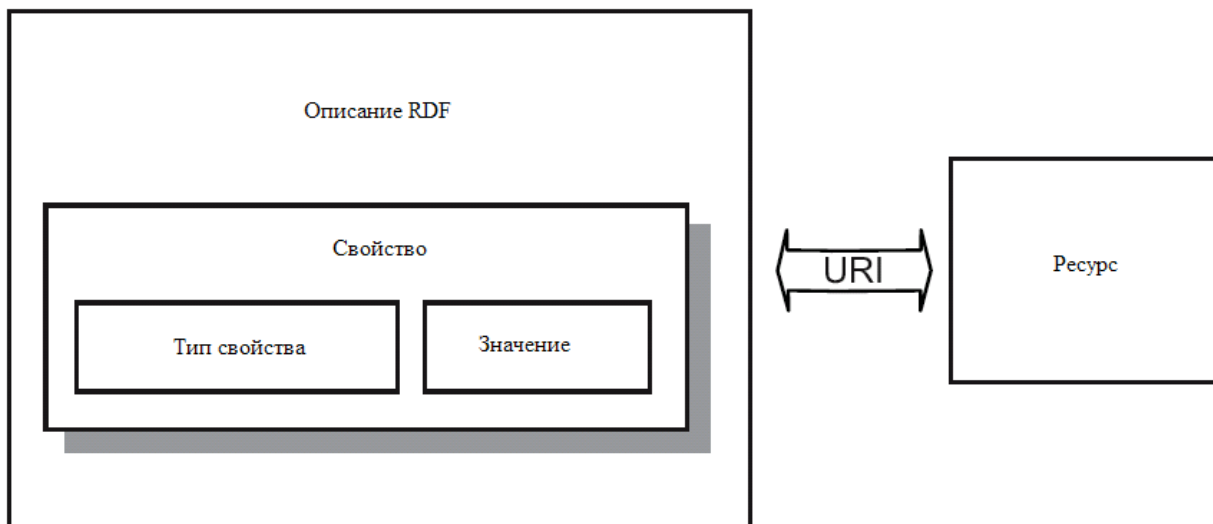 Описание RDF
Свойство
Тип свойства
Значение
URI
Ресурс